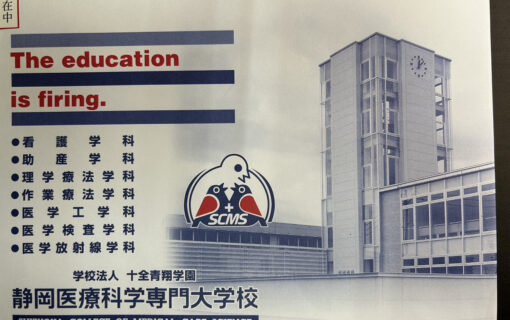 在中
The education
is firing.
●看護学科
●助産学科
●理学療法学科
●作業療法学科
●医学工学科
●医学検査学科
●医学放射線学科
SCMS
学校法人 十全青翔学園
静岡医療科学専門大学校